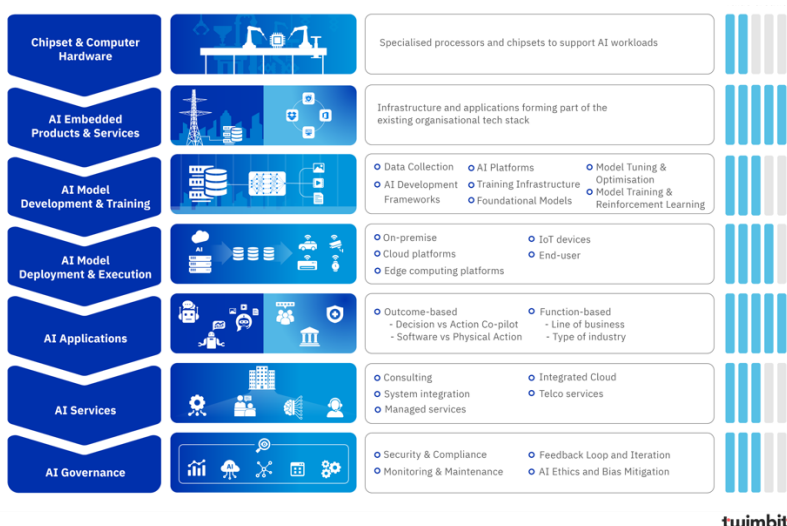 Chipset & Computer
Hardware
Specialised processors and chipsets to support AI workloads
AI Embedded
Products & Services
Infrastructure and applications forming part of the
existing organisational tech stack
AI Model
Development & Training
Data Collection
AI Development
Frameworks
AI Platforms
Training Infrastructure
Foundational Models
Model Tuning &
Optimisation
Model Training &
Reinforcement Learning
AI Model
Deployment & Execution
AI
On-premise
Cloud platforms
Edge computing platforms
IoT devices
End-user
AI Applications
Outcome-based
- Decision vs Action Co-pilot
- Software vs Physical Action
Function-based
- Line of business
- Type of industry
AI Services
Consulting
System integration
Managed services
Integrated Cloud
Telco services
AI Governance
AI
Security & Compliance
Monitoring & Maintenance
Feedback Loop and Iteration
AI Ethics and Bias Mitigation
twimbit